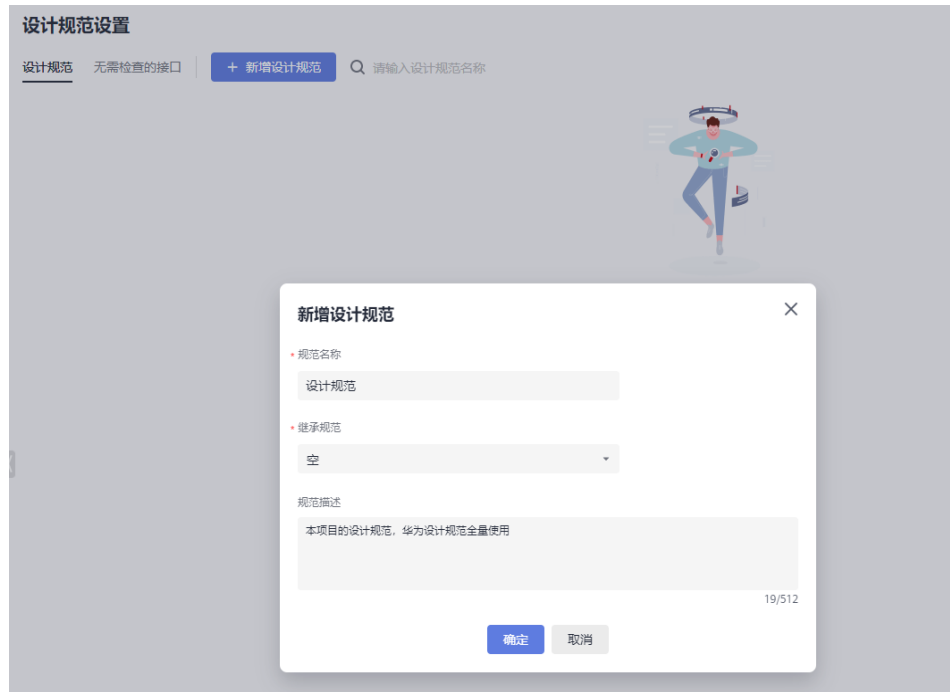 设计规范设置
设计规范 无需检查的接口 + 新增设计规范 请输入设计规范名称
新增设计规范
* 规范名称
设计规范
* 继承规范
空
规范描述
本项目的设计规范，华为设计规范全量使用
19/512
确定 取消